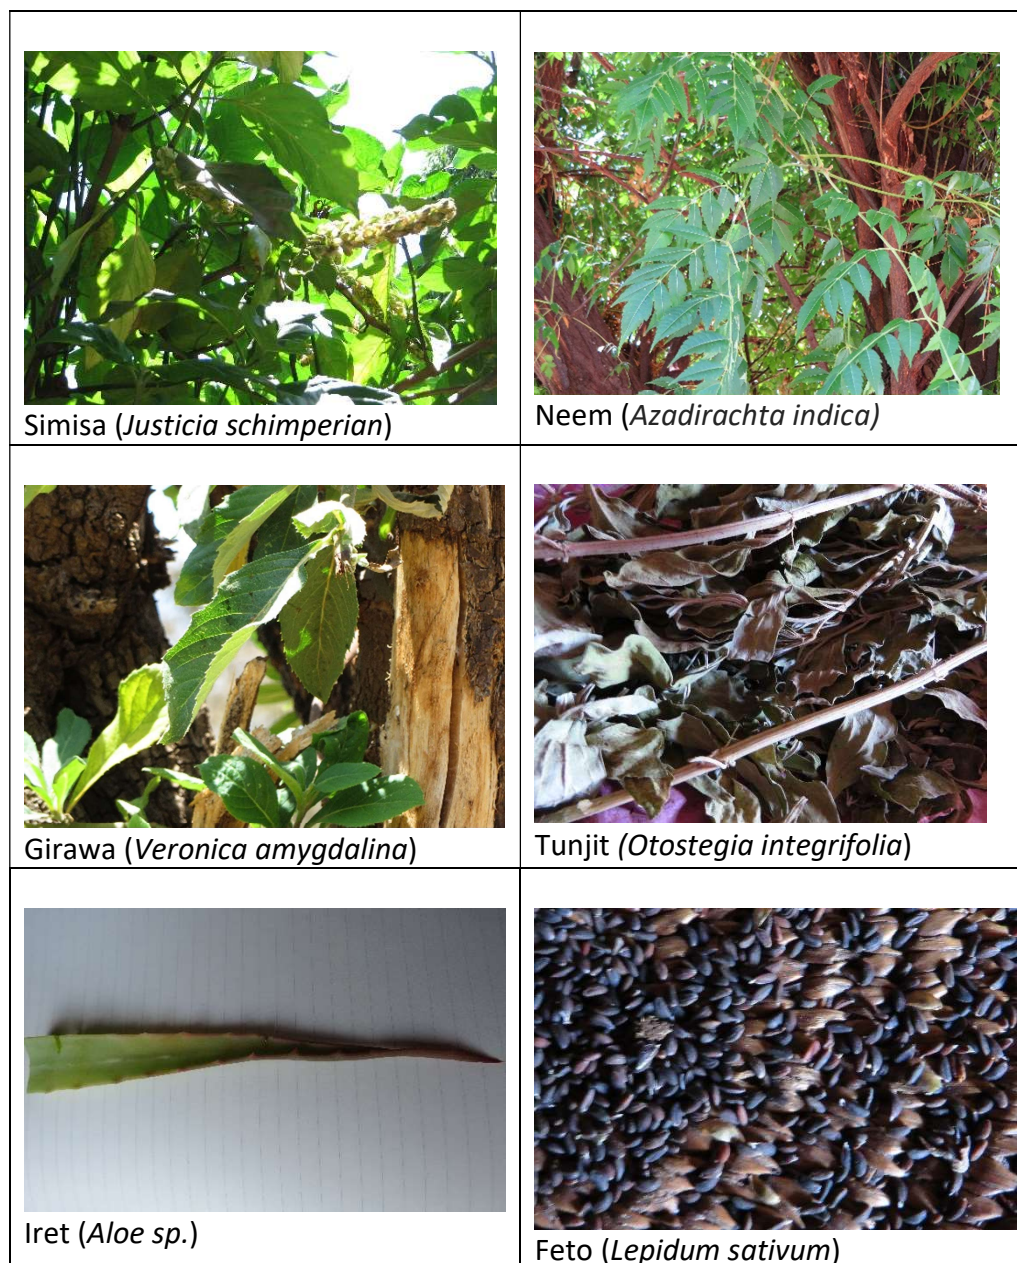 Simisa (Justicia schimperian)
Neem (Azadirachta indica)
Girawa (Veronica amygdalina)
Tunjit (Otostegia integrifolia)
Iret (Aloe sp.)
Feto (Lepidum sativum)